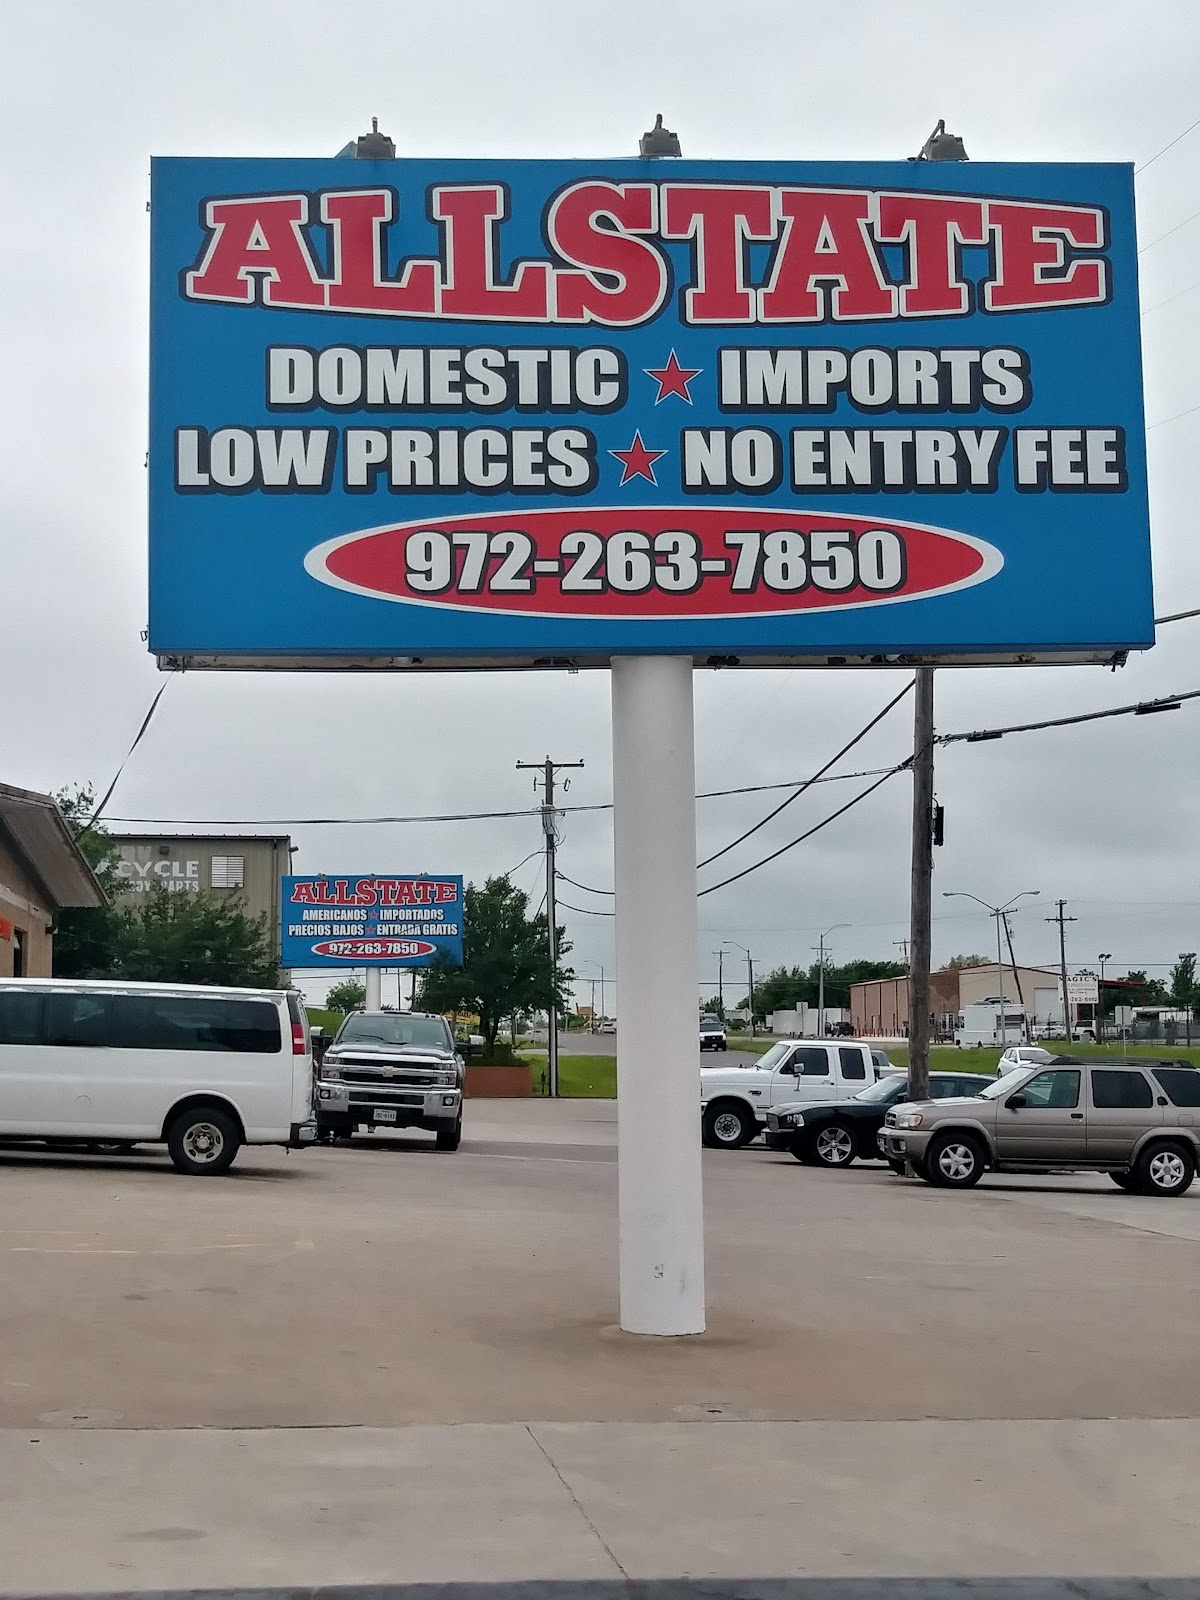 ALLSTATE
DOMESTIC ★ IMPORTS
LOW PRICES ★ NO ENTRY FEE
972-263-7850
CYCLE
PARTS
ALLSTATE
AMERICANOS ★ IMPORTADOS
PRECIOS BAJOS ★ ENTRADA GRATIS
972-263-7850